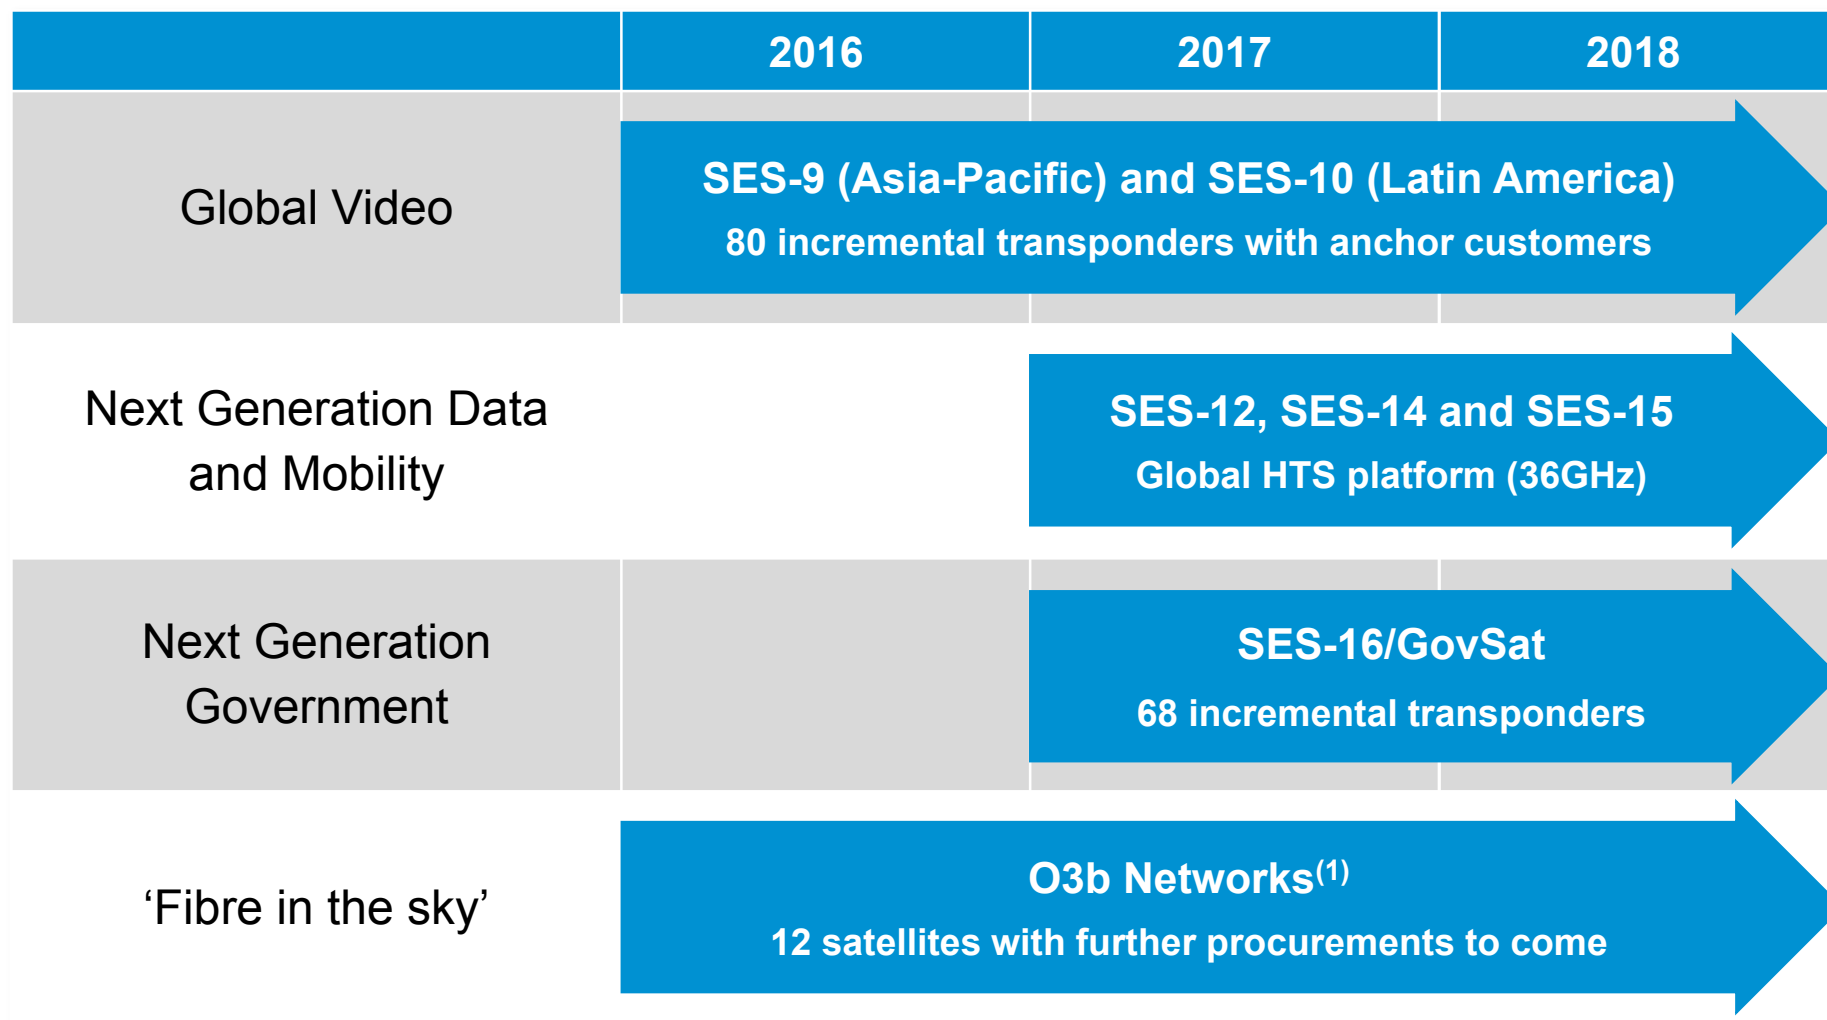 2016 2017 2018
Global Video
SES-9 (Asia-Pacific) and SES-10 (Latin America)
80 incremental transponders with anchor customers
Next Generation Data
and Mobility
SES-12, SES-14 and SES-15
Global HTS platform (36GHz)
Next Generation
Government
SES-16/GovSat
68 incremental transponders
‘Fibre in the sky’
O3b Networks(1)
12 satellites with further procurements to come